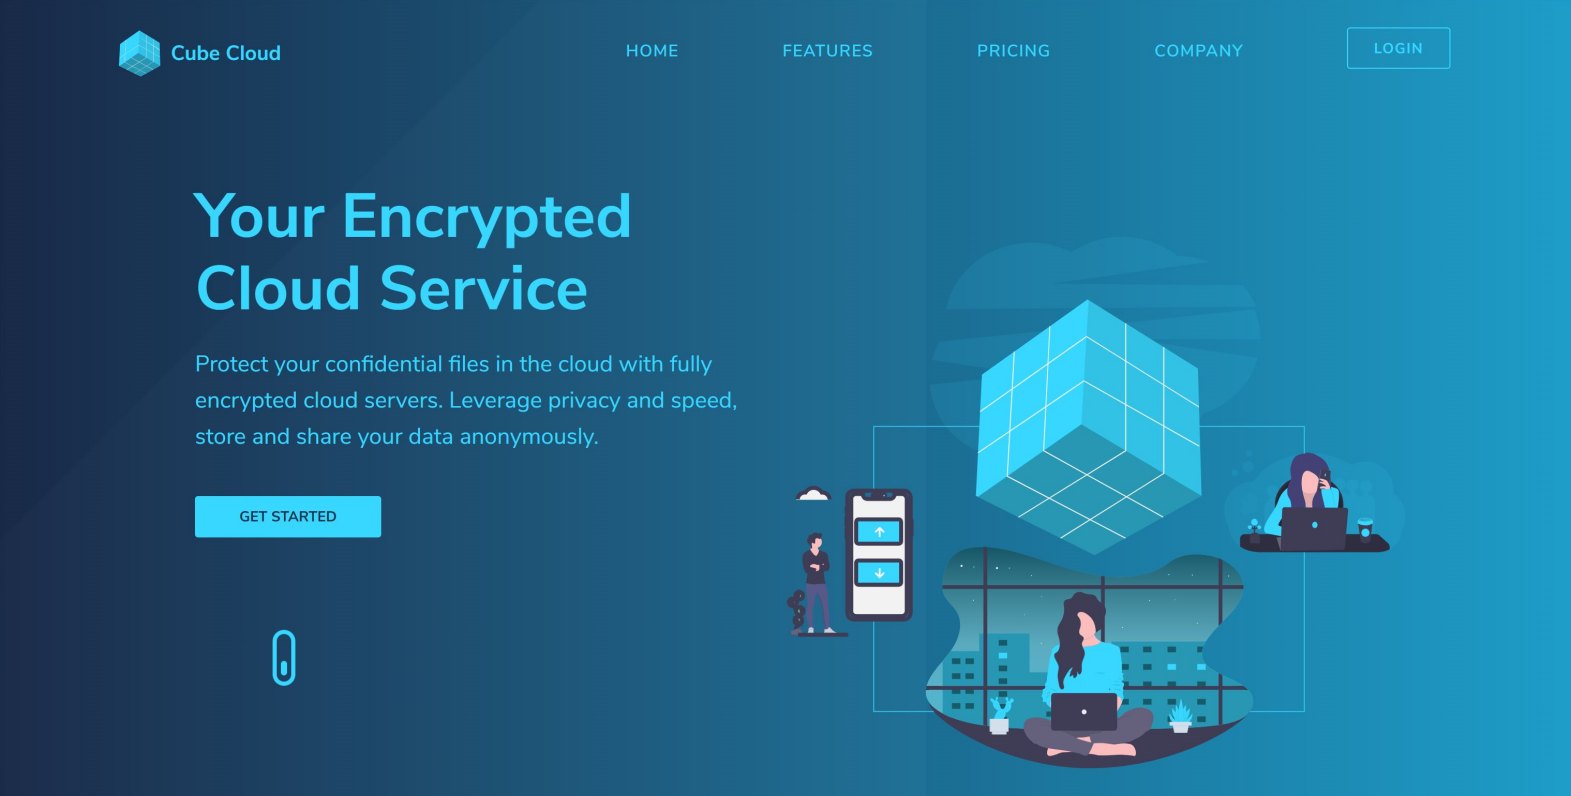 Cube Cloud
HOME
FEATURES
PRICING
COMPANY
LOGIN
Your Encrypted
Cloud Service
Protect your confidential files in the cloud with fully
encrypted cloud servers. Leverage privacy and speed,
store and share your data anonymously.
GET STARTED